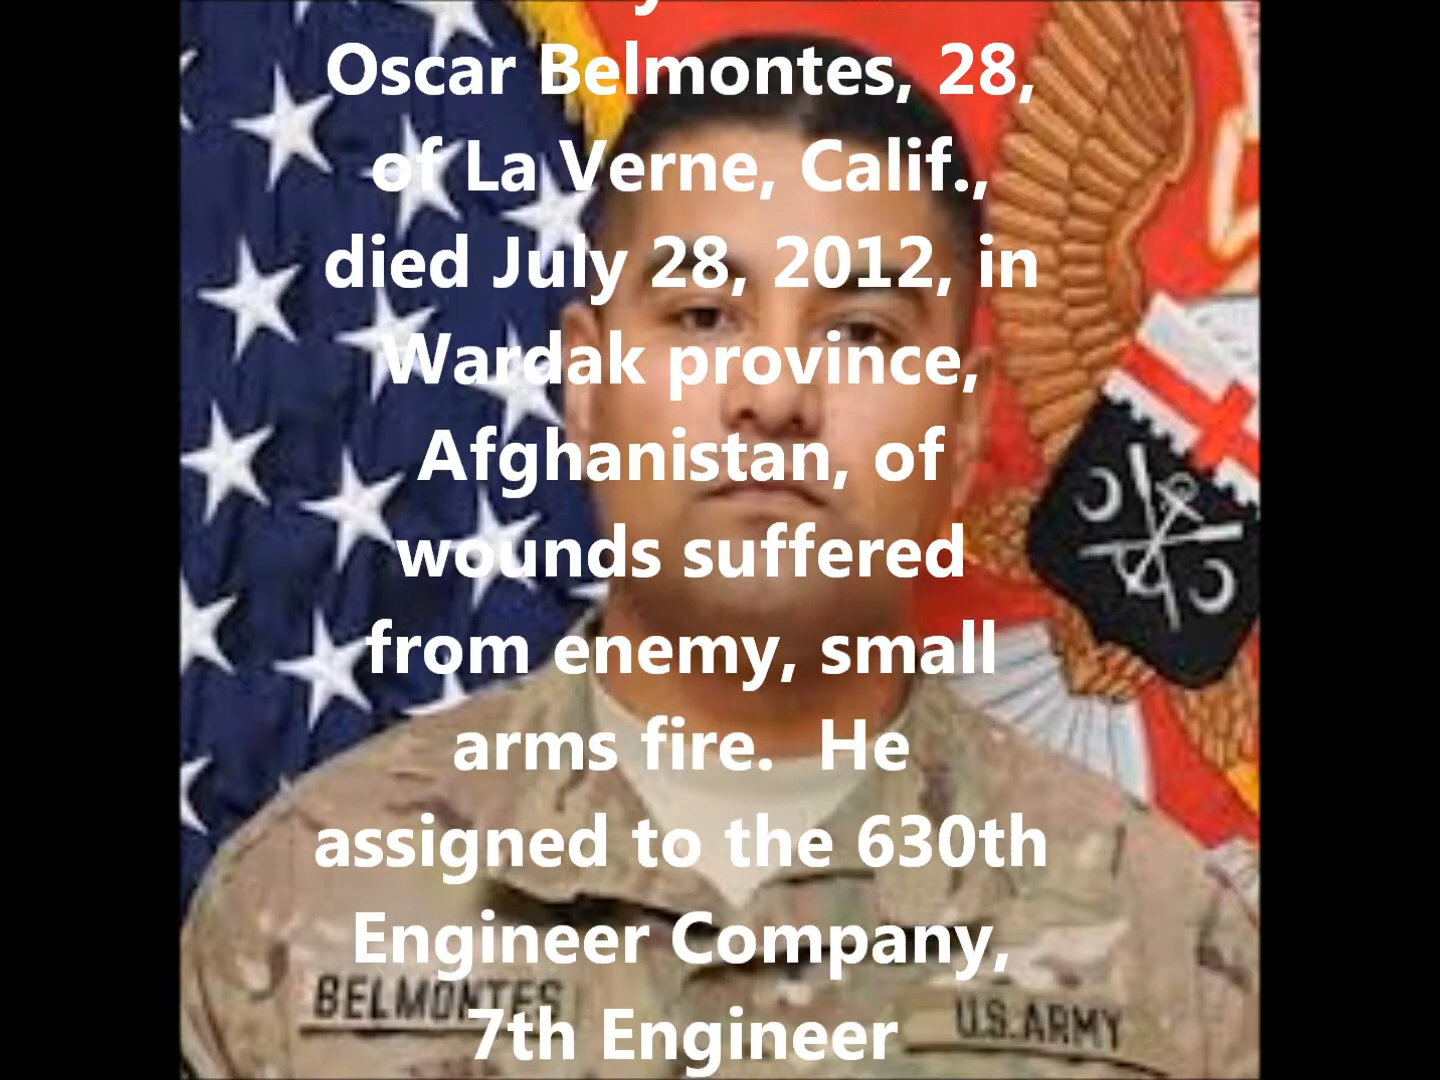 Oscar Belmontes, 28,
of La Verne, Calif.,
died July 28, 2012, in
Wardak province,
Afghanistan, of
wounds suffered
from enemy, small
arms fire.  He
assigned to the 630th
Engineer Company,
BELMONTES
U.S. ARMY
7th Engineer